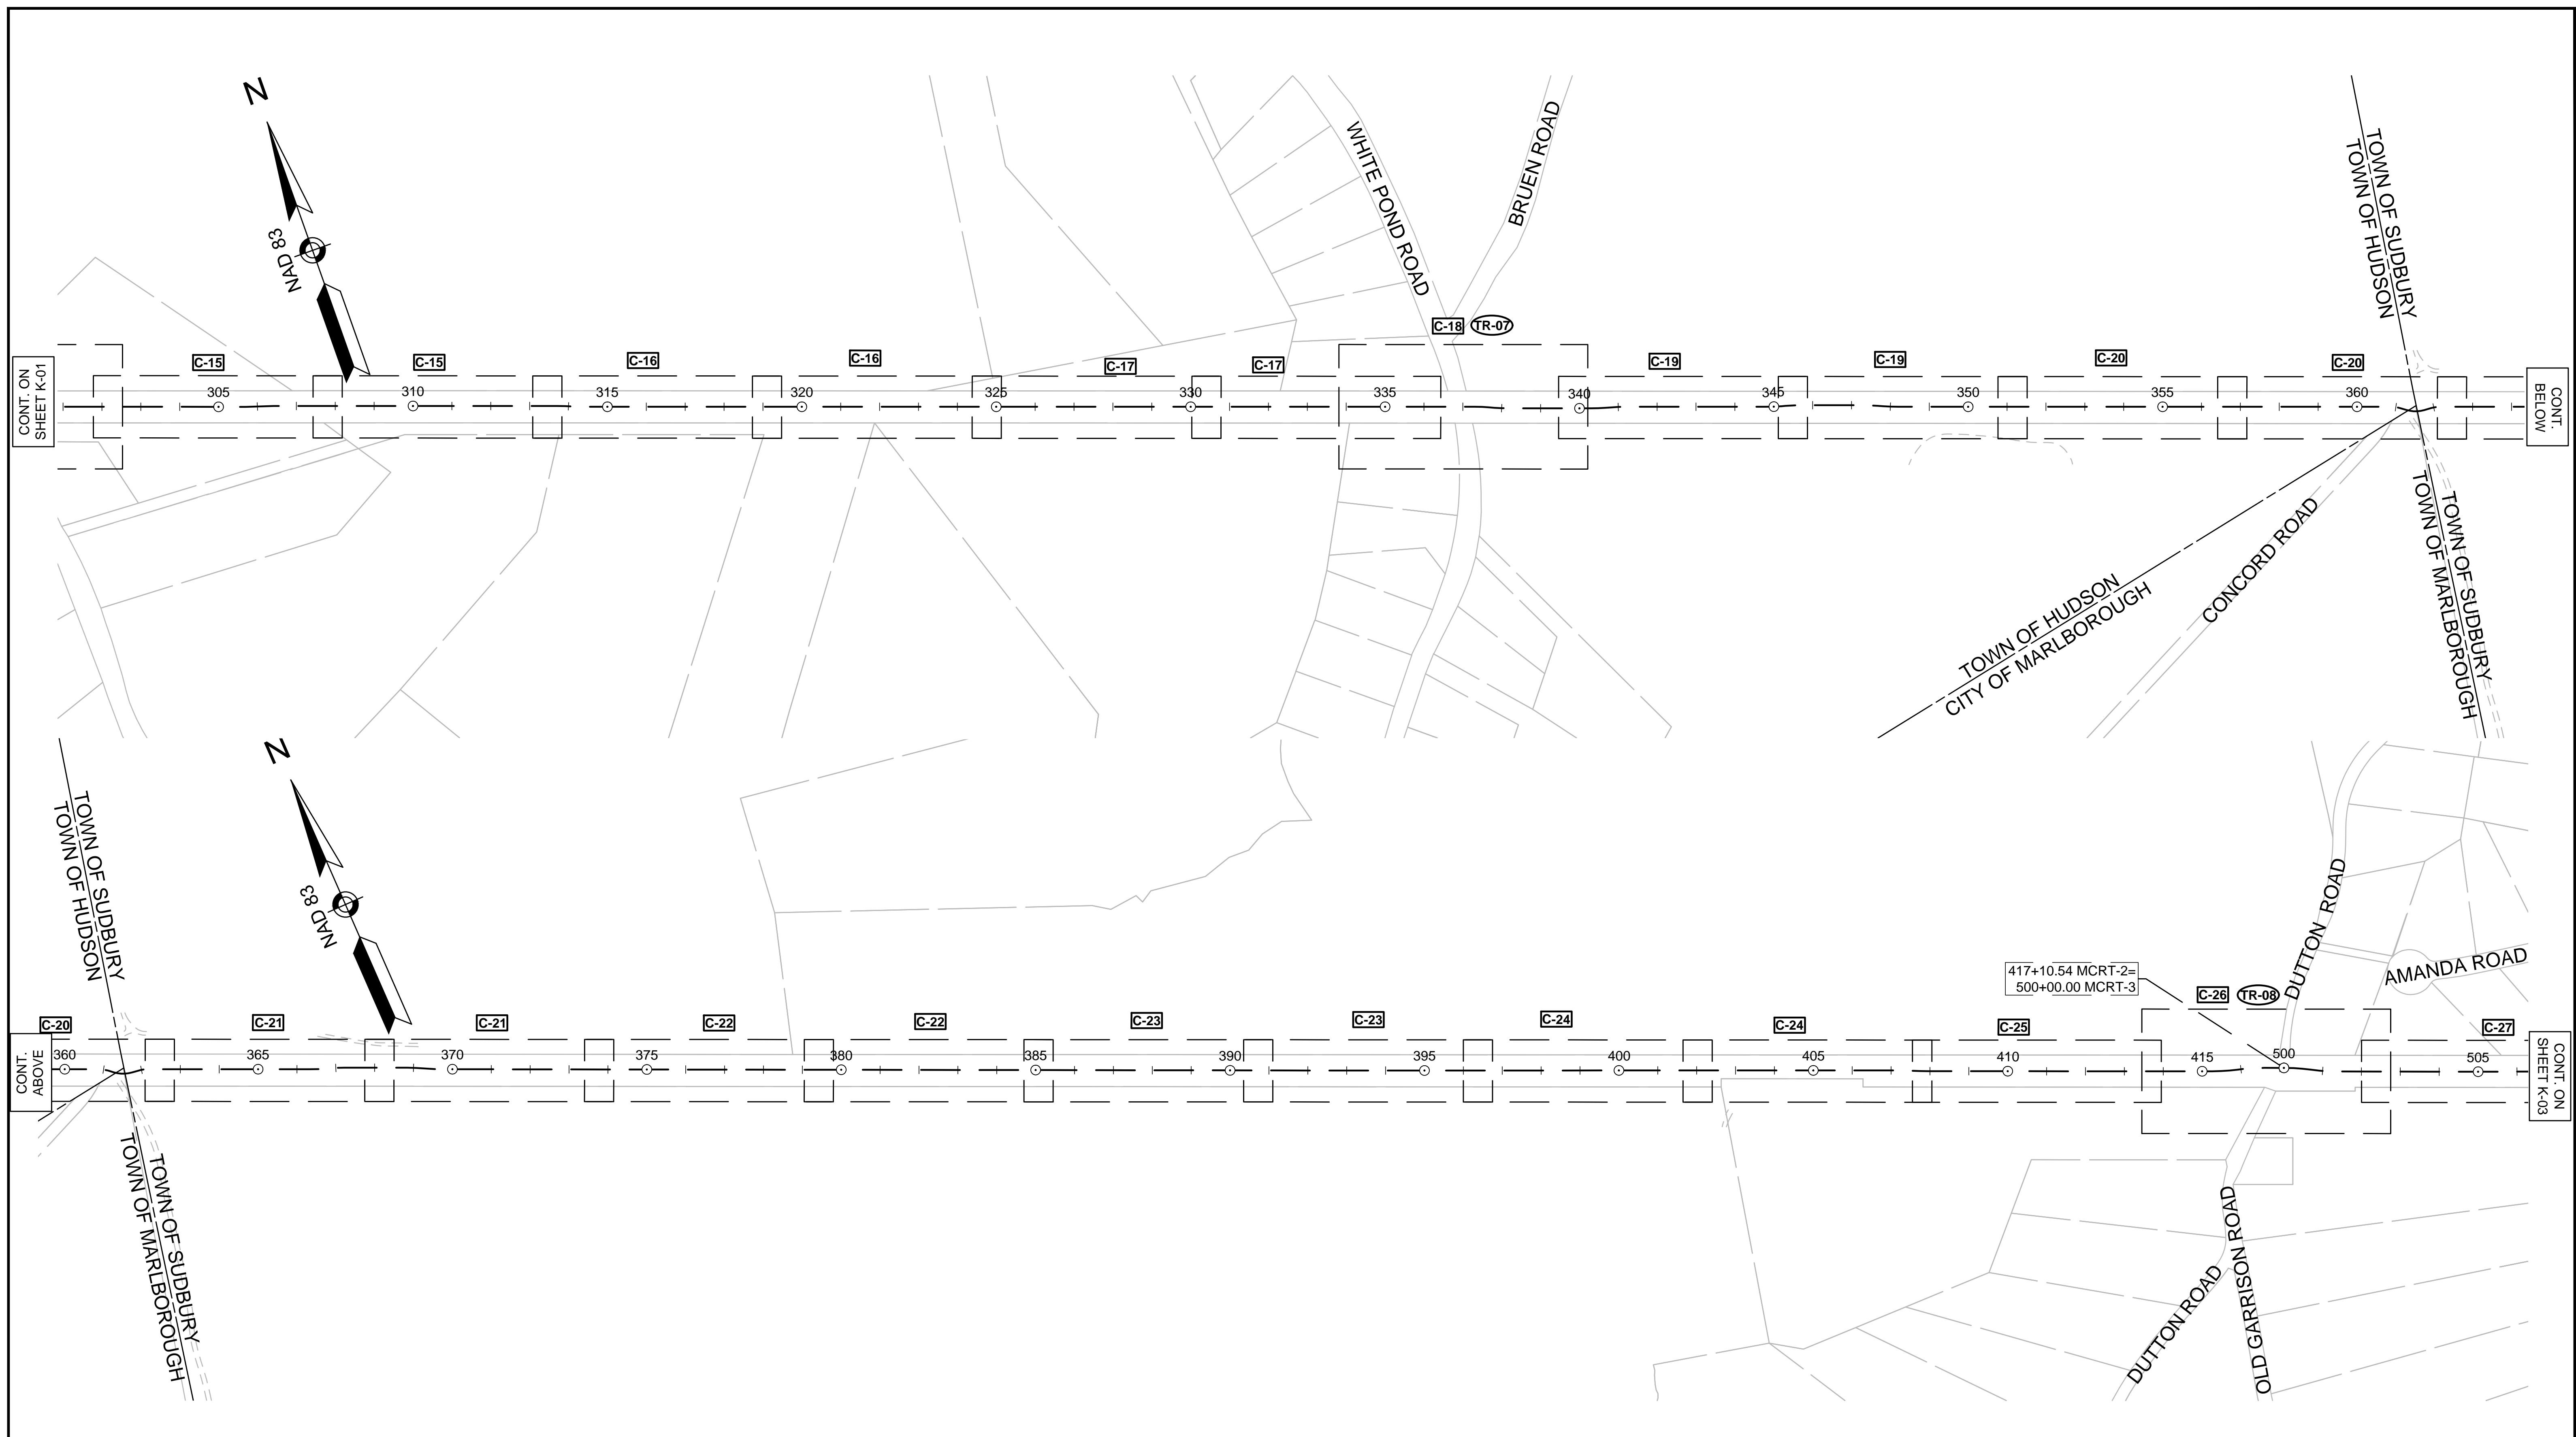 N
NAD 83
WHITE POND ROAD
BRUEN ROAD
TOWN OF SUDBURY
TOWN OF HUDSON
C-18 TR-07
C-15
C-15
C-16
C-16
C-17
C-17
C-19
C-19
C-20
C-20
CONT. ON
SHEET K-01
305
310
315
320
325
330
335
340
345
350
355
360
CONT.
BELOW
CONCORD ROAD
TOWN OF HUDSON
CITY OF MARLBOROUGH
TOWN OF SUDBURY
TOWN OF MARLBOROUGH
N
NAD 83
TOWN OF SUDBURY
TOWN OF HUDSON
DUTTON ROAD
AMANDA ROAD
417+10.54 MCRT-2=
500+00.00 MCRT-3
C-26 TR-08
C-20
C-21
C-21
C-22
C-22
C-23
C-23
C-24
C-24
C-25
C-27
CONT.
ABOVE
360
365
370
375
380
385
390
395
400
405
410
415
500
505
CONT. ON
SHEET K-03
TOWN OF SUDBURY
TOWN OF MARLBOROUGH
DUTTON ROAD
OLD GARRISON ROAD